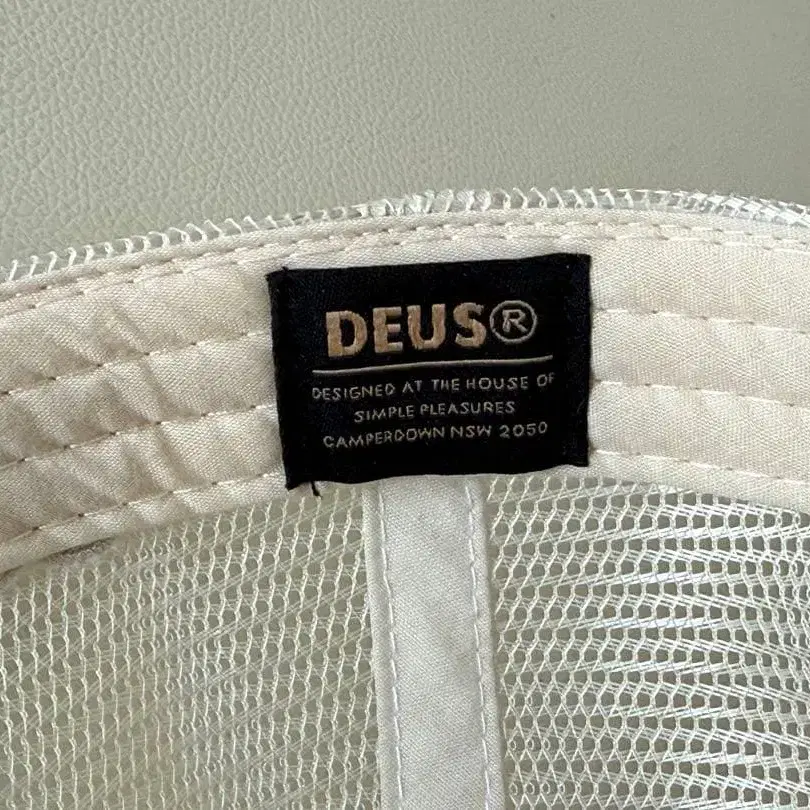 DEUS®
DESIGNED AT THE HOUSE OF
SIMPLE PLEASURES
CAMPERDOWN NSW 2050